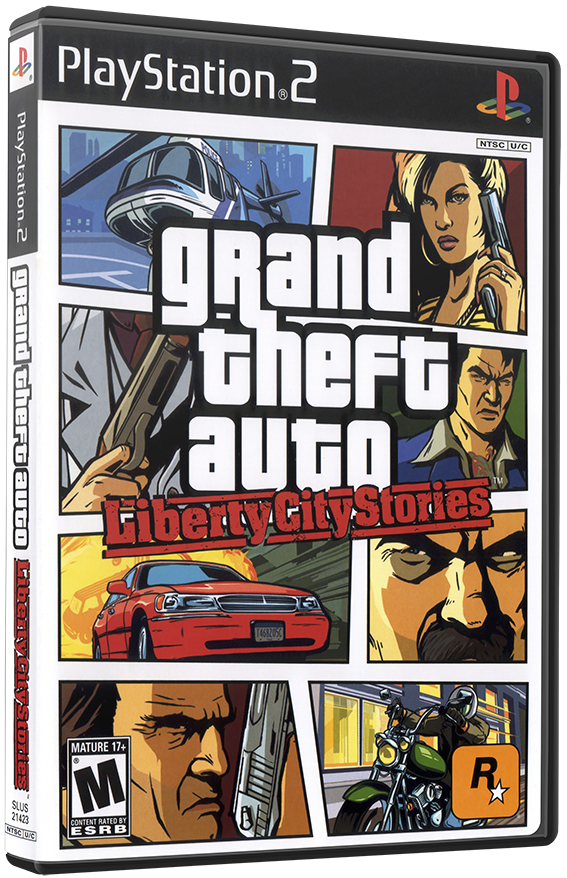 PlayStation®2
NTSC U/C
grand
theft
auto
™
Liberty City Stories
MATURE 17+
®
M
CONTENT RATED BY
ESRB
R
PlayStation®2
grand theft auto
Liberty City Stories
SLUS
21423
NTSC U/C